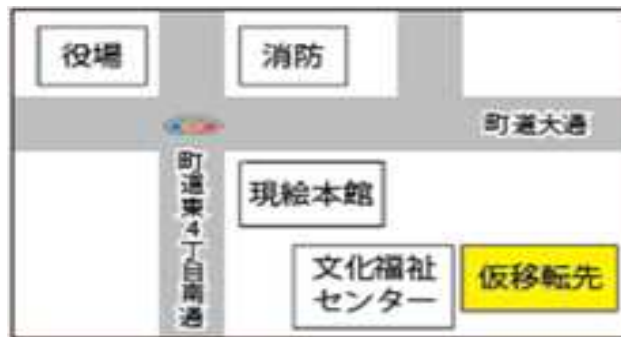 役場
消防
町道大通
町道東4丁目南通
現絵本館
文化福祉
センター
仮移転先